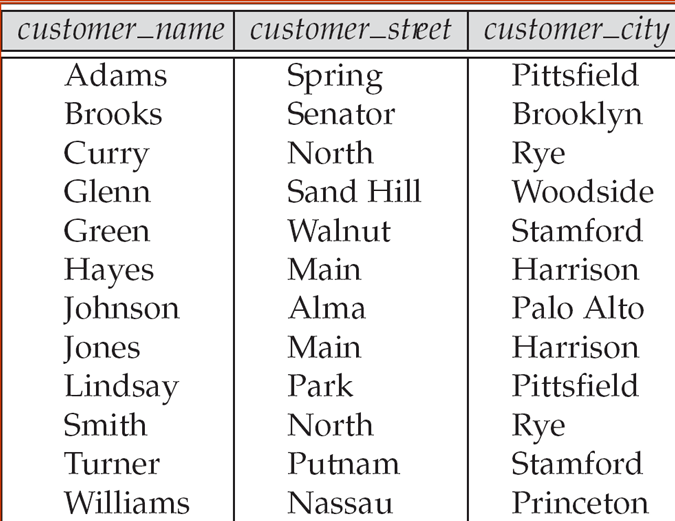 customer_name customer_street customer_city
Adams Spring Pittsfield
Brooks Senator Brooklyn
Curry North Rye
Glenn Sand Hill Woodside
Green Walnut Stamford
Hayes Main Harrison
Johnson Alma Palo Alto
Jones Main Harrison
Lindsay Park Pittsfield
Smith North Rye
Turner Putnam Stamford
Williams Nassau Princeton